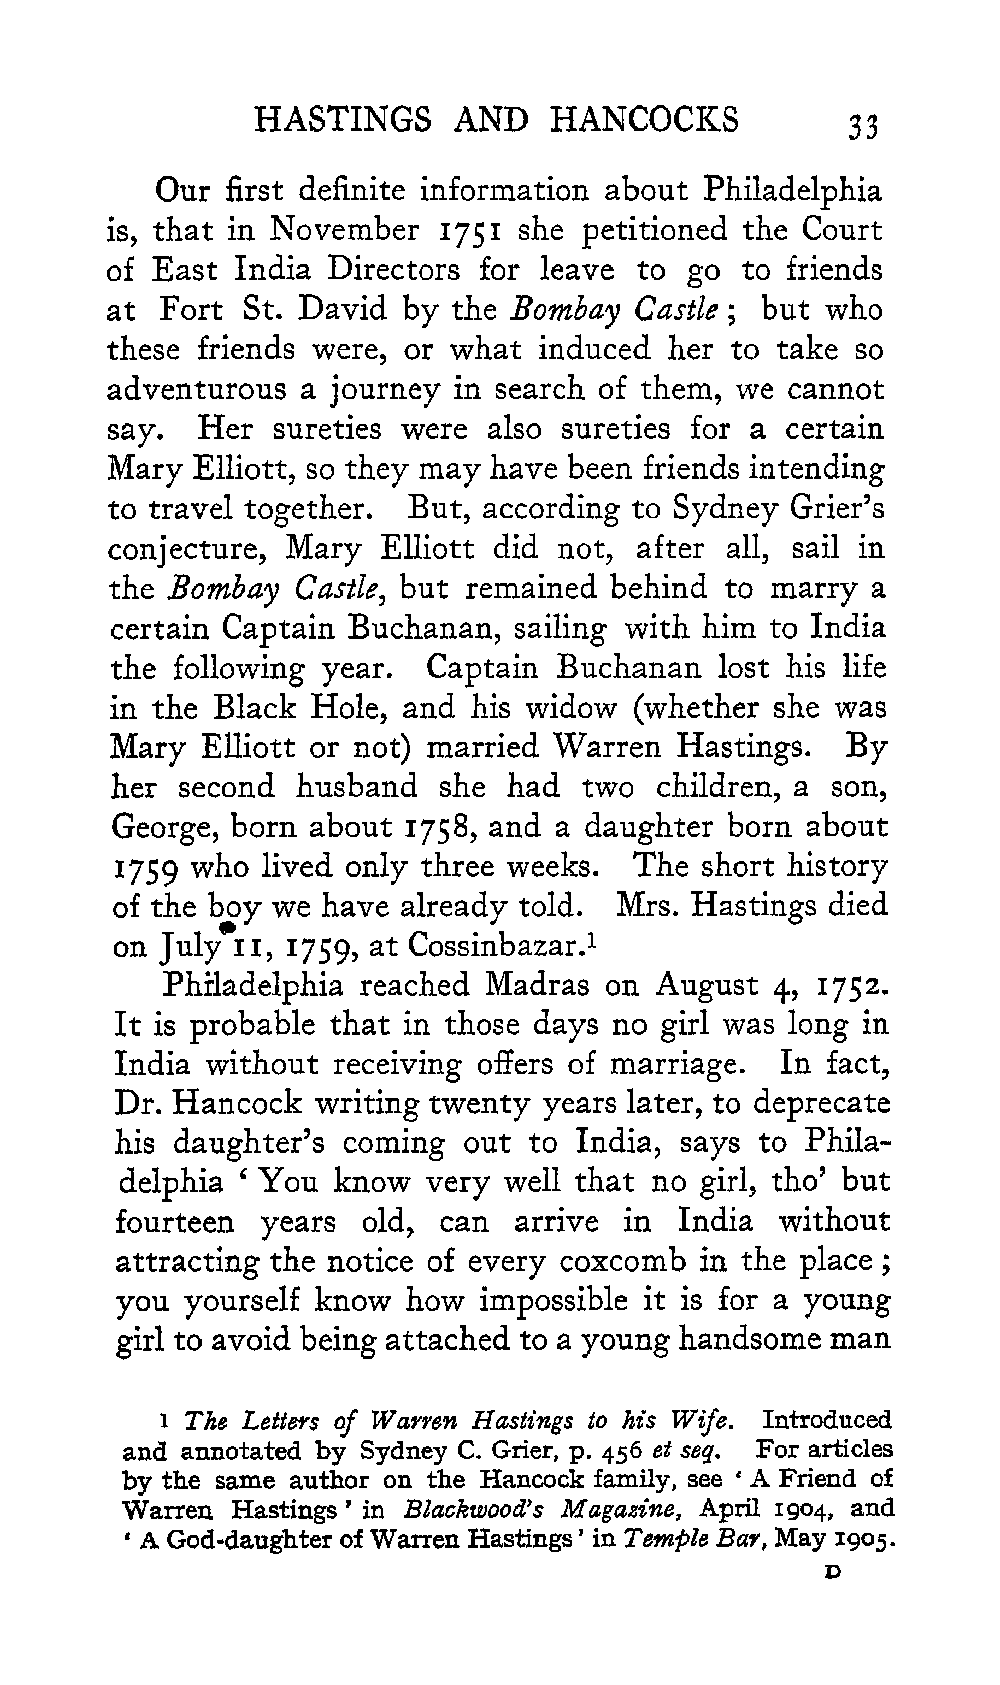 HASTINGS AND HANCOCKS 33
Our first definite information about Philadelphia
is, that in November 1751 she petitioned the Court
of East India Directors for leave to go to friends
at Fort St. David by the Bombay Castle ; but who
these friends were, or what induced her to take so
adventurous a journey in search of them, we cannot
say. Her sureties were also sureties for a certain
Mary Elliott, so they may have been friends intending
to travel together. But, according to Sydney Grier’s
conjecture, Mary Elliott did not, after all, sail in
the Bombay Castle, but remained behind to marry a
certain Captain Buchanan, sailing with him to India
the following year. Captain Buchanan lost his life
in the Black Hole, and his widow (whether she was
Mary Elliott or not) married Warren Hastings. By
her second husband she had two children, a son,
George, born about 1758, and a daughter born about
1759 who lived only three weeks. The short history
of the boy we have already told. Mrs. Hastings died
on July 11, 1759, at Cossinbazar.¹
Philadelphia reached Madras on August 4, 1752.
It is probable that in those days no girl was long in
India without receiving offers of marriage. In fact,
Dr. Hancock writing twenty years later, to deprecate
his daughter’s coming out to India, says to Phila-
delphia ‘ You know very well that no girl, tho’ but
fourteen years old, can arrive in India without
attracting the notice of every coxcomb in the place ;
you yourself know how impossible it is for a young
girl to avoid being attached to a young handsome man
1 The Letters of Warren Hastings to his Wife. Introduced
and annotated by Sydney C. Grier, p. 456 et seq. For articles
by the same author on the Hancock family, see ‘ A Friend of
Warren Hastings ’ in Blackwood’s Magazine, April 1904, and
‘ A God-daughter of Warren Hastings ’ in Temple Bar, May 1905.
D